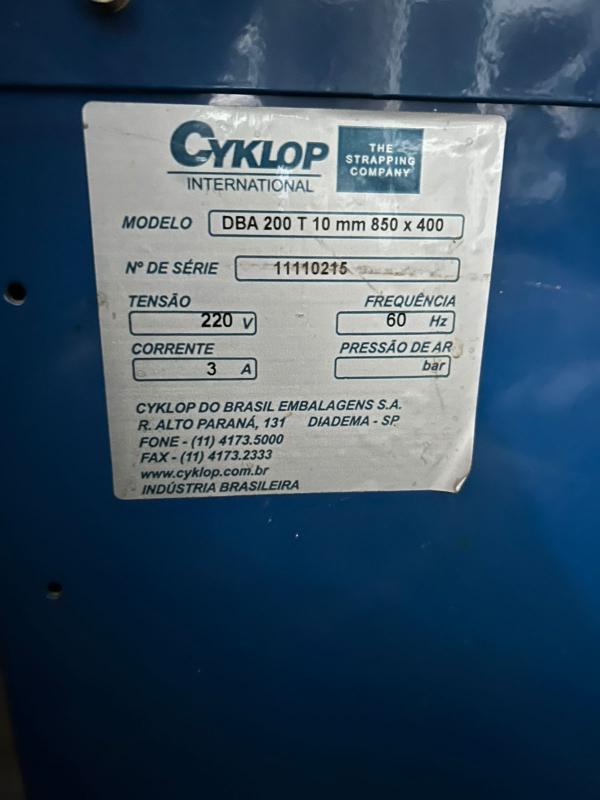 CYKLOP
INTERNATIONAL
THE
STRAPPING
COMPANY
MODELO DBA 200 T 10 mm 850 x 400
Nº DE SÉRIE 11110215
TENSÃO FREQUÊNCIA
220 V 60 Hz
CORRENTE PRESSÃO DE AR
3 A bar
CYKLOP DO BRASIL EMBALAGENS S.A.
R. ALTO PARANÁ, 131 DIADEMA - SP
FONE - (11) 4173.5000
FAX - (11) 4173.2333
www.cyklop.com.br
INDÚSTRIA BRASILEIRA